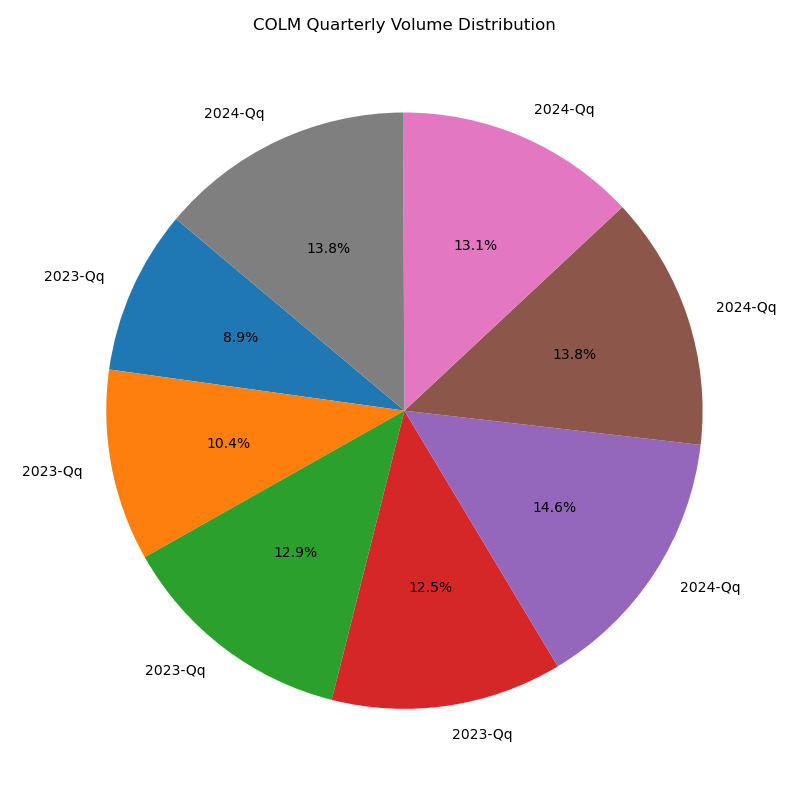 COLM Quarterly Volume Distribution
2024-Qq
2024-Qq
13.1%
13.8%
2023-Qq
2024-Qq
8.9%
13.8%
10.4%
2023-Qq
14.6%
12.9%
12.5%
2024-Qq
2023-Qq
2023-Qq